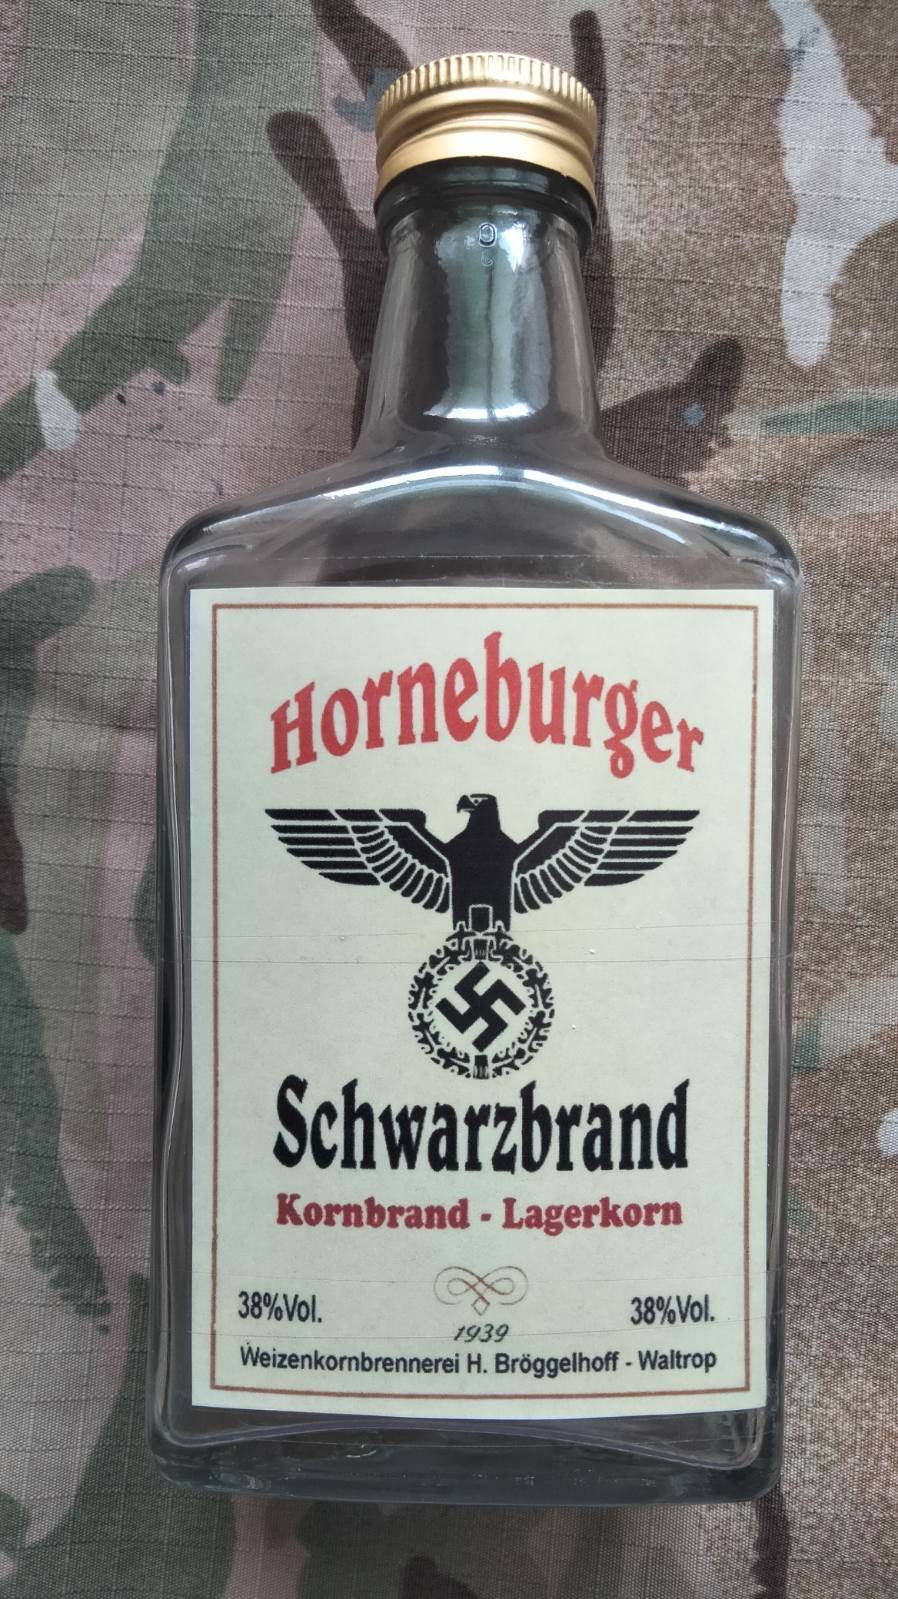 Horneburger
Schwarzbrand
Kornbrand - Lagerkorn
38%Vol. 38%Vol.
1939
Weizenkornbrennerei H. Bröggelhoff - Waltrop